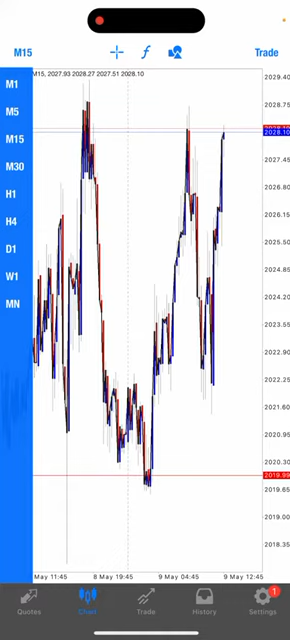 M15
Trade
M1
M5
M15
M30
H1
H4
D1
W1
MN
M15, 2027.93 2028.27 2027.51 2028.10
2029.40
2028.75
2028.10
2027.45
2026.80
2026.15
2025.50
2024.85
2024.20
2023.55
2022.90
2022.25
2021.60
2020.95
2020.30
2019.99
2019.65
2019.00
2018.35
May 11:45
8 May 19:45
9 May 04:45
9 May 12:45
Quotes
Chart
Trade
History
1
Settings